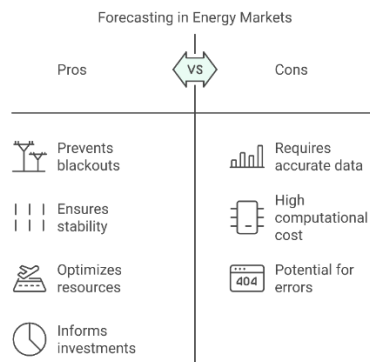 Forecasting in Energy Markets
Pros
VS
Cons
Prevents
blackouts
Ensures
stability
Optimizes
resources
Informs
investments
Requires
accurate data
High
computational
cost
404
Potential for
errors